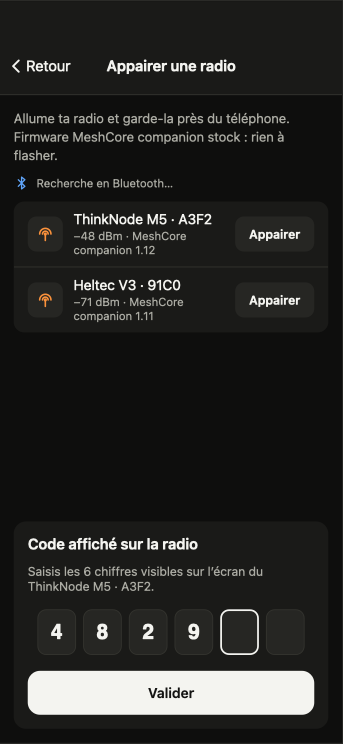 Retour
Appairer une radio
Allume ta radio et garde-la près du téléphone.
Firmware MeshCore companion stock : rien à
flasher.
Recherche en Bluetooth…
ThinkNode M5 · A3F2
−48 dBm · MeshCore
companion 1.12
Appairer
Heltec V3 · 91C0
−71 dBm · MeshCore
companion 1.11
Appairer
Code affiché sur la radio
Saisis les 6 chiffres visibles sur l’écran du
ThinkNode M5 · A3F2.
4 8 2 9
Valider